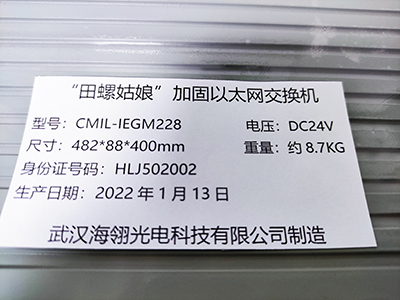 “田螺姑娘”加固以太网交换机
型号：CMIL-IEGM228 电压：DC24V
尺寸：482*88*400mm 重量：约 8.7KG
身份证号码：HLJ502002
生产日期：2022 年 1 月 13 日
武汉海翎光电科技有限公司制造